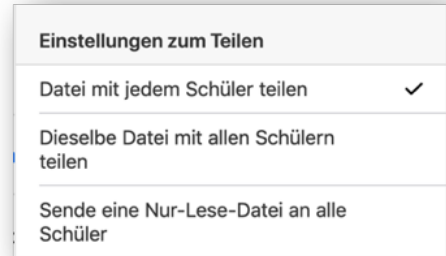 Einstellungen zum Teilen
Datei mit jedem Schüler teilen
Dieselbe Datei mit allen Schülern
teilen
Sende eine Nur-Lese-Datei an alle
Schüler